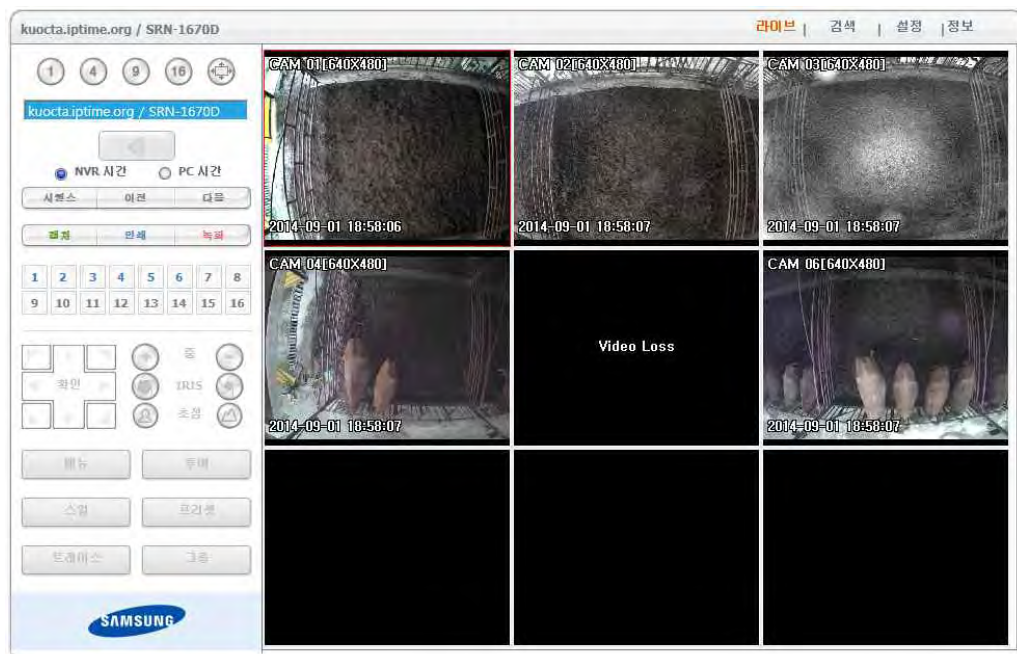 kuocta.iptime.org / SRN-1670D
라이브 | 검색 | 설정 | 정보
1 4 9 16
kuocta.iptime.org / SRN-1670D
NVR 시간 PC 시간
시퀀스 이전 다음
캡처 인쇄 녹화
1 2 3 4 5 6 7 8
9 10 11 12 13 14 15 16
줌
확인 IRIS
초점
메뉴 투어
스캔 프리셋
트레이스 그룹
SAMSUNG
CAM 01[640X480]
2014-09-01 18:58:06
CAM 02[640X480]
2014-09-01 18:58:07
CAM 03[640X480]
2014-09-01 18:58:07
CAM 04[640X480]
2014-09-01 18:58:07
Video Loss
CAM 06[640X480]
2014-09-01 18:58:07